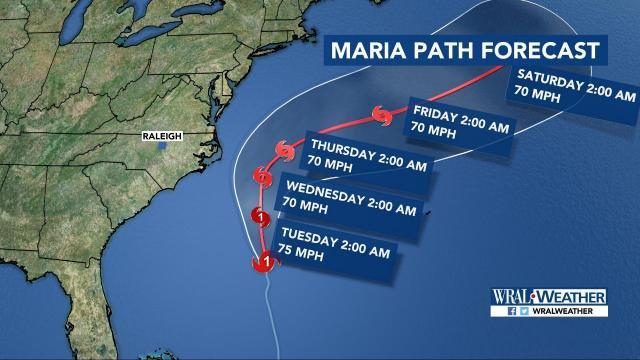 MARIA PATH FORECAST
SATURDAY 2:00 AM
70 MPH
FRIDAY 2:00 AM
70 MPH
RALEIGH
THURSDAY 2:00 AM
70 MPH
WEDNESDAY 2:00 AM
70 MPH
1
TUESDAY 2:00 AM
75 MPH
1
WRAL WEATHER
WRALWEATHER